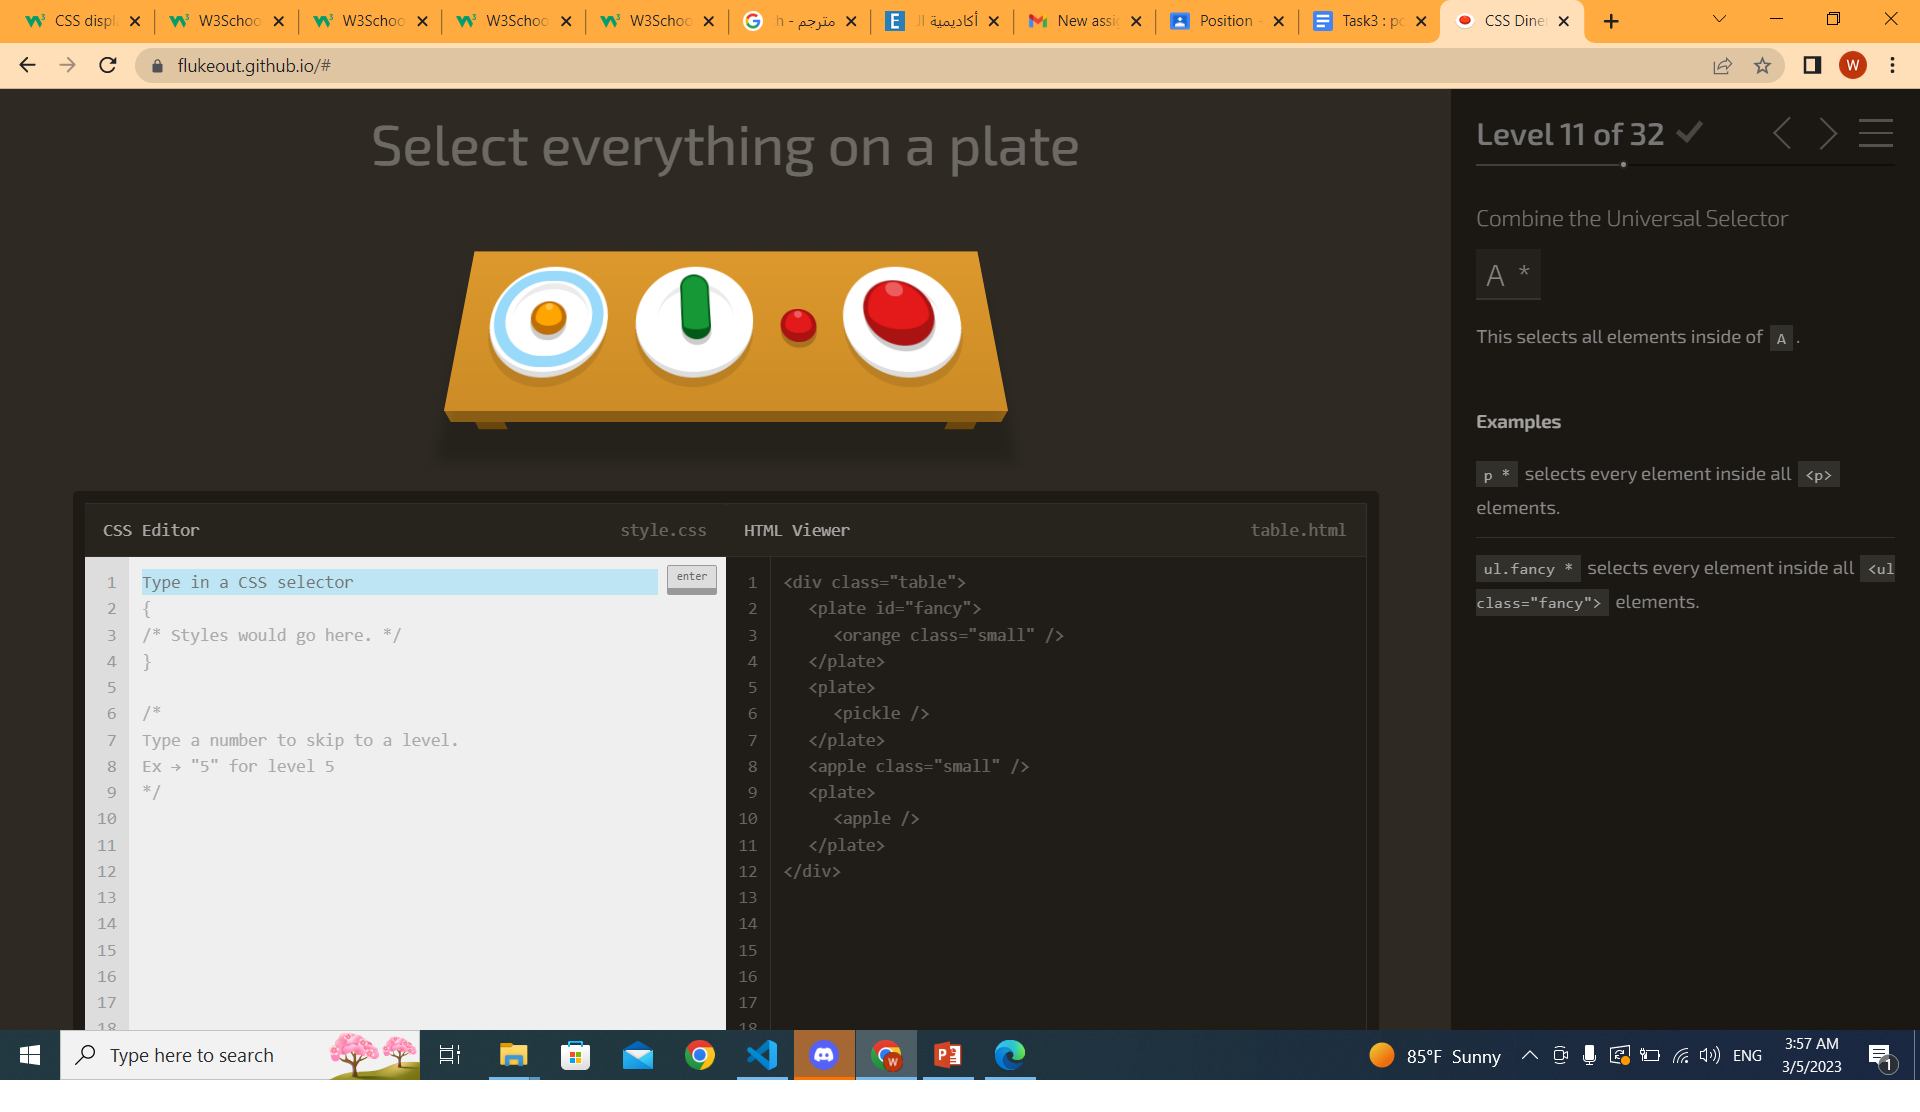 CSS displ
W3Schoo
W3Schoo
W3Schoo
W3Schoo
مترجم - h
أكاديمية ال
New assi
Position -
Task3 : po
CSS Dine
flukeout.github.io/#
W
Select everything on a plate
CSS Editor
style.css
1
2
3
4
5
6
7
8
9
10
11
12
13
14
15
16
17
18
Type in a CSS selector
enter
{
/* Styles would go here. */
}
/*
Type a number to skip to a level.
Ex → "5" for level 5
*/
HTML Viewer
table.html
1
2
3
4
5
6
7
8
9
10
11
12
13
14
15
16
17
18
<div class="table">
<plate id="fancy">
<orange class="small" />
</plate>
<plate>
<pickle />
</plate>
<apple class="small" />
<plate>
<apple />
</plate>
</div>
Level 11 of 32
Combine the Universal Selector
A *
This selects all elements inside of A .
Examples
p * selects every element inside all <p>
elements.
ul.fancy * selects every element inside all <ul
class="fancy"> elements.
Type here to search
85°F Sunny
ENG
3:57 AM
3/5/2023
1